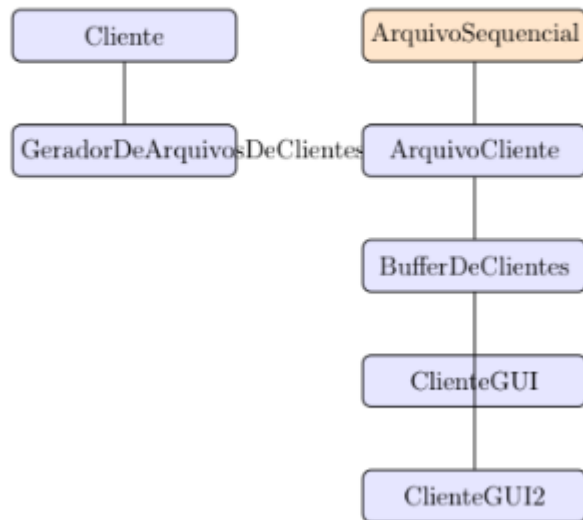 Cliente
ArquivoSequencial
GeradorDeArquivosDeClientes
ArquivoCliente
BufferDeClientes
ClienteGUI
ClienteGUI2